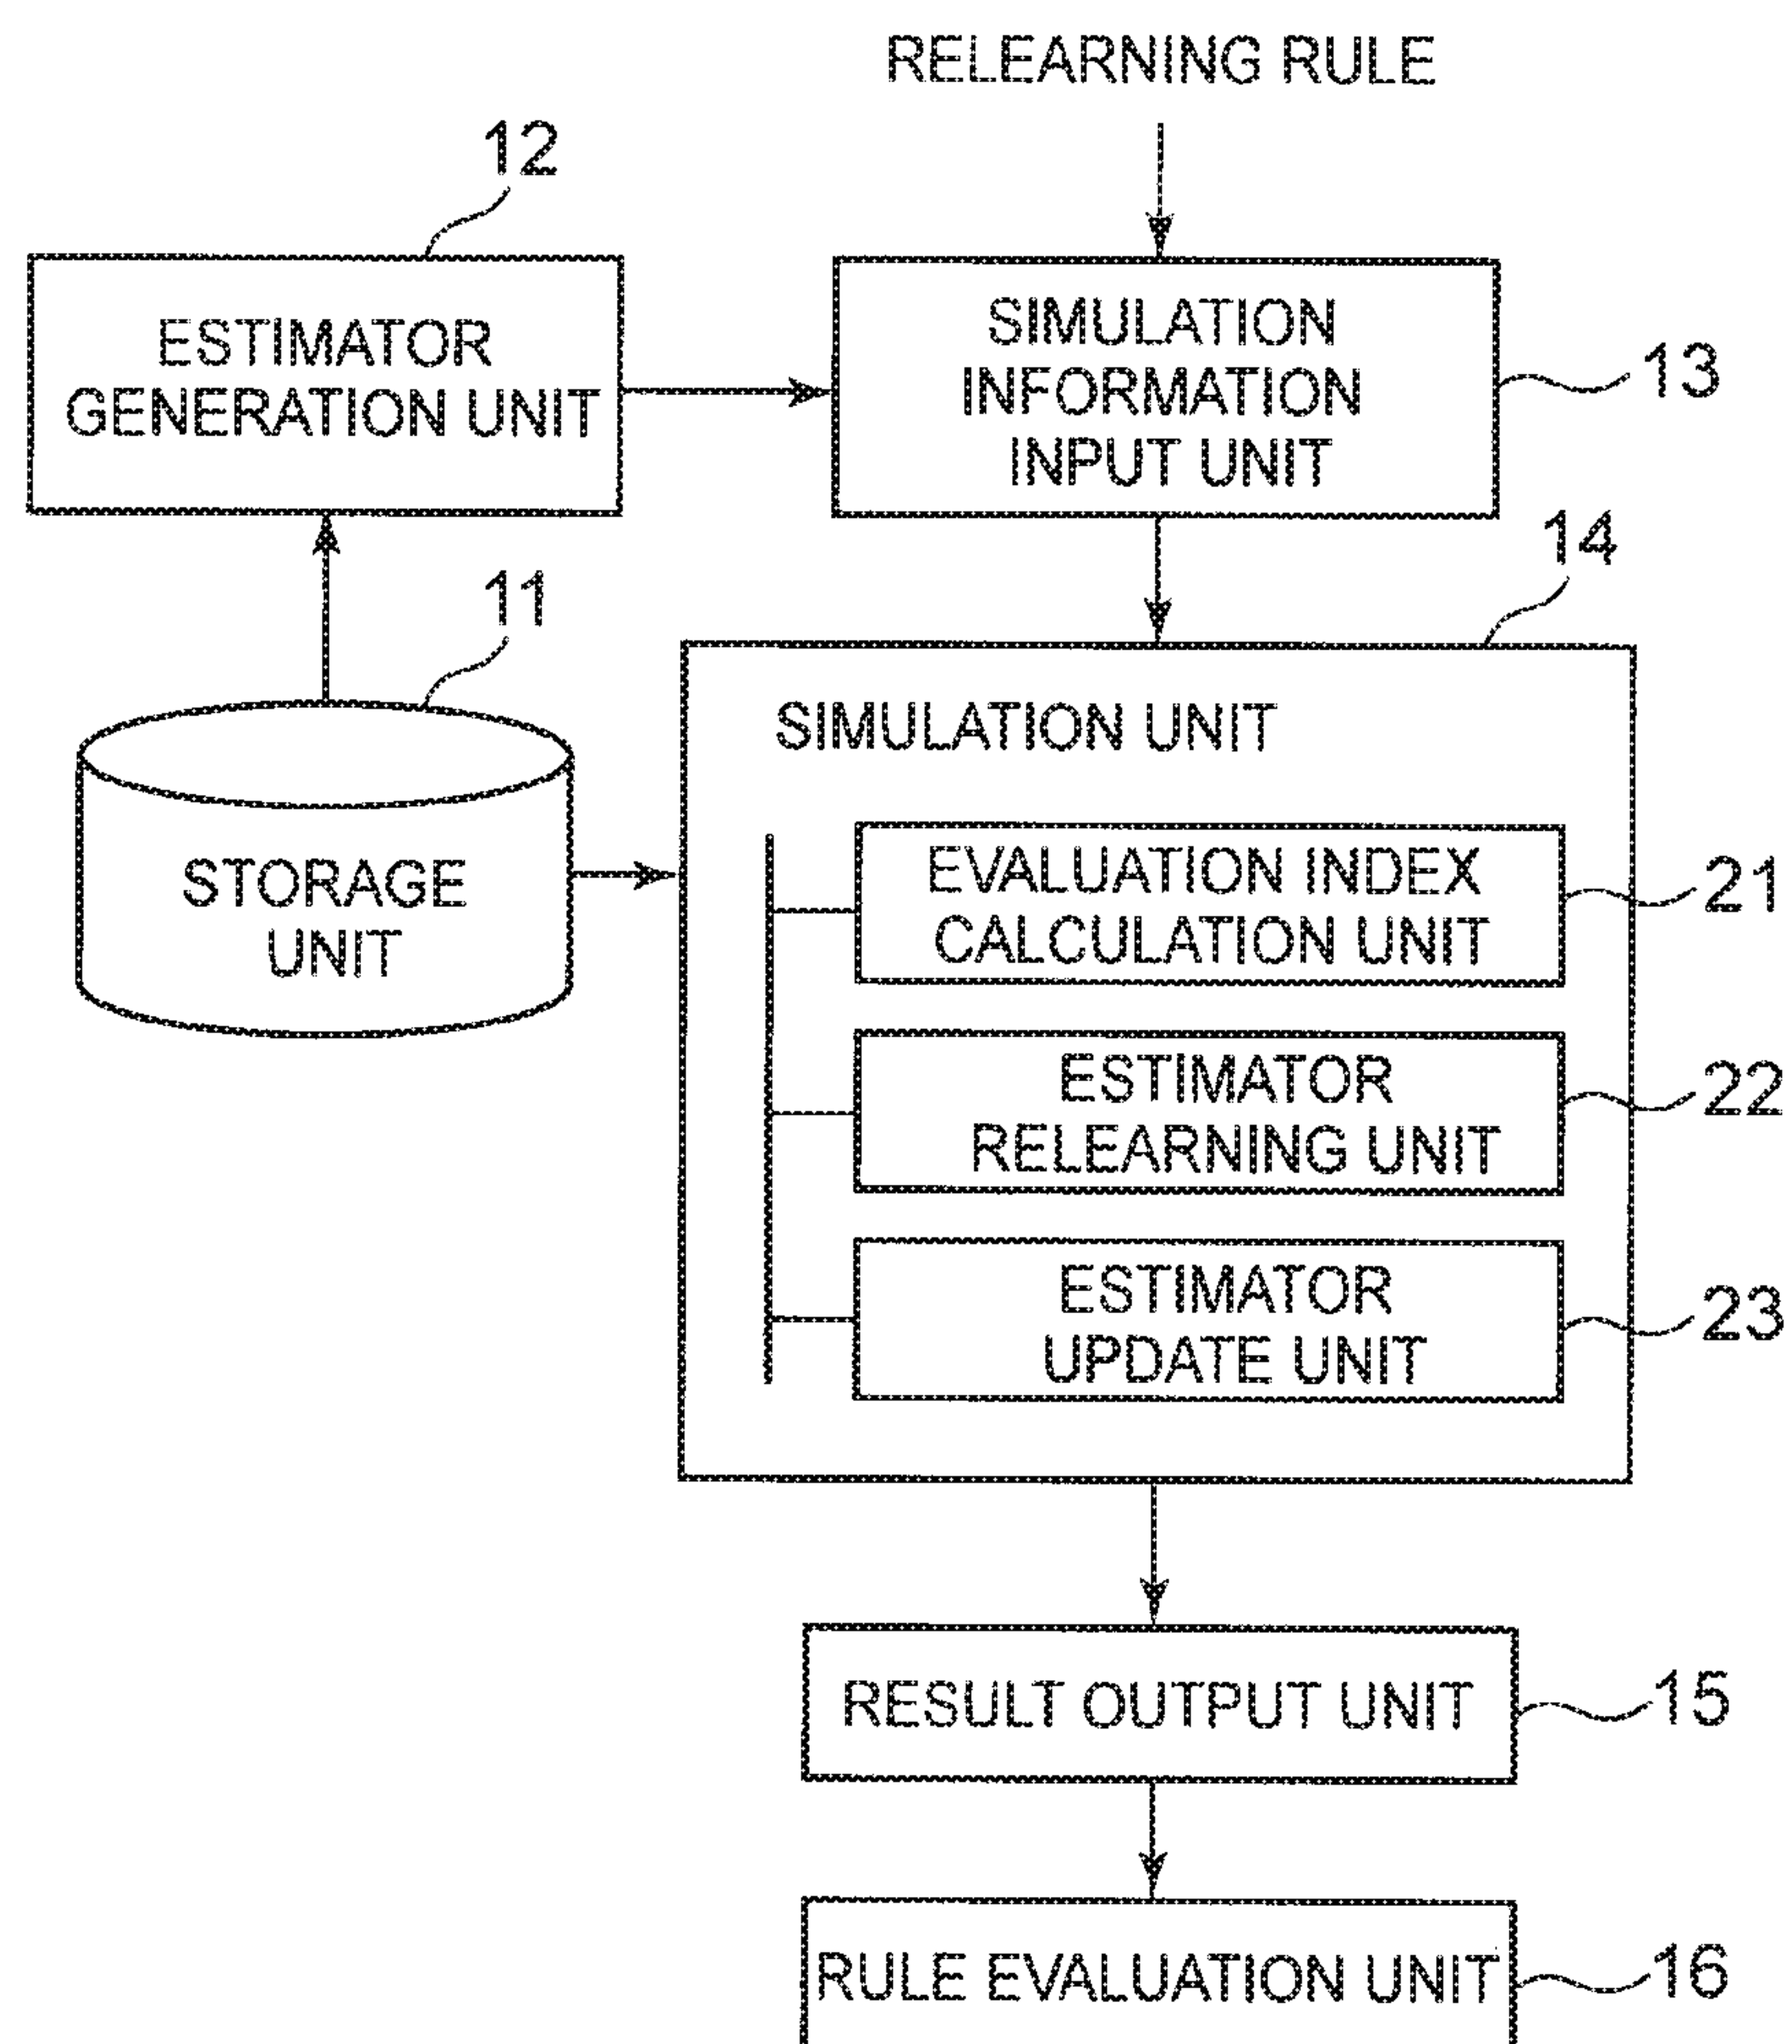 RELEARNING RULE
12
ESTIMATOR
GENERATION UNIT
SIMULATION
INFORMATION
INPUT UNIT
13
14
11
STORAGE
UNIT
SIMULATION UNIT
EVALUATION INDEX
CALCULATION UNIT
21
ESTIMATOR
RELEARNING UNIT
22
ESTIMATOR
UPDATE UNIT
23
RESULT OUTPUT UNIT
15
RULE EVALUATION UNIT
16